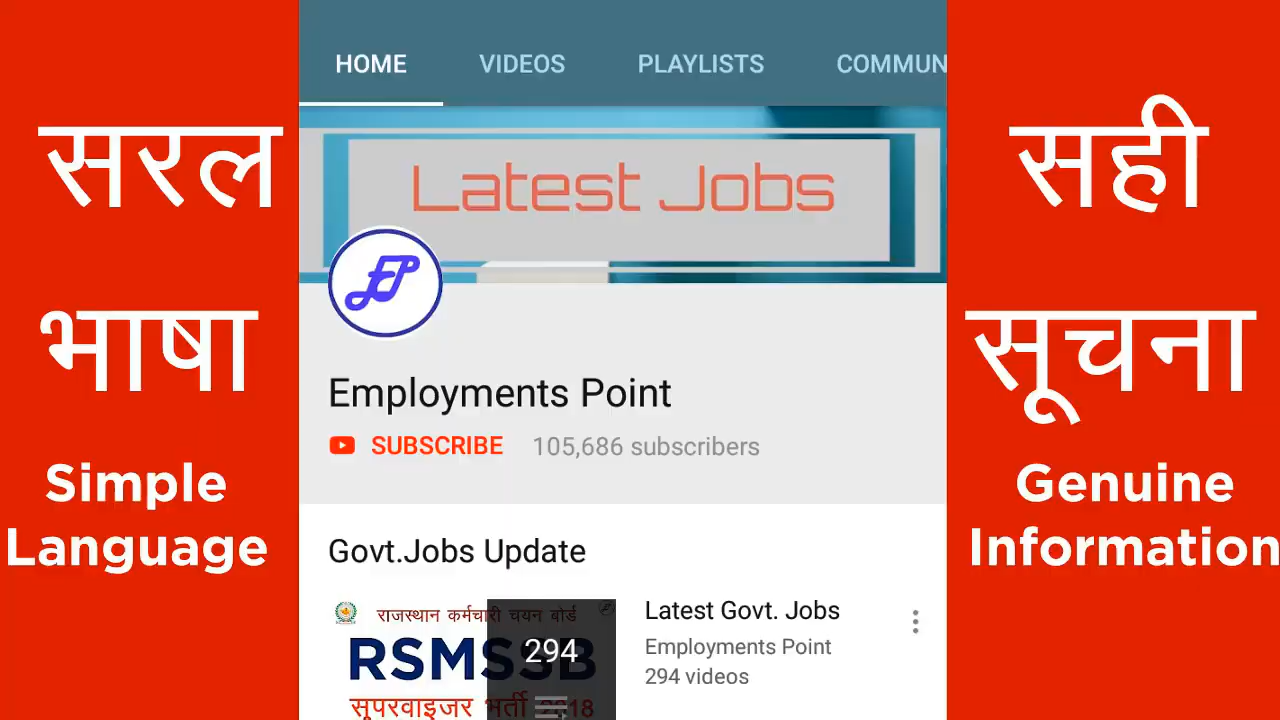 सरल
भाषा
Simple
Language
HOME VIDEOS PLAYLISTS COMMUN
Latest Jobs
EP
Employments Point
SUBSCRIBE 105,686 subscribers
Govt.Jobs Update
राजस्थान कर्मचारी चयन बोर्ड
RSMSSB
सुपरवाइजर भर्ती 2018
294
Latest Govt. Jobs
Employments Point
294 videos
सही
सूचना
Genuine
Information